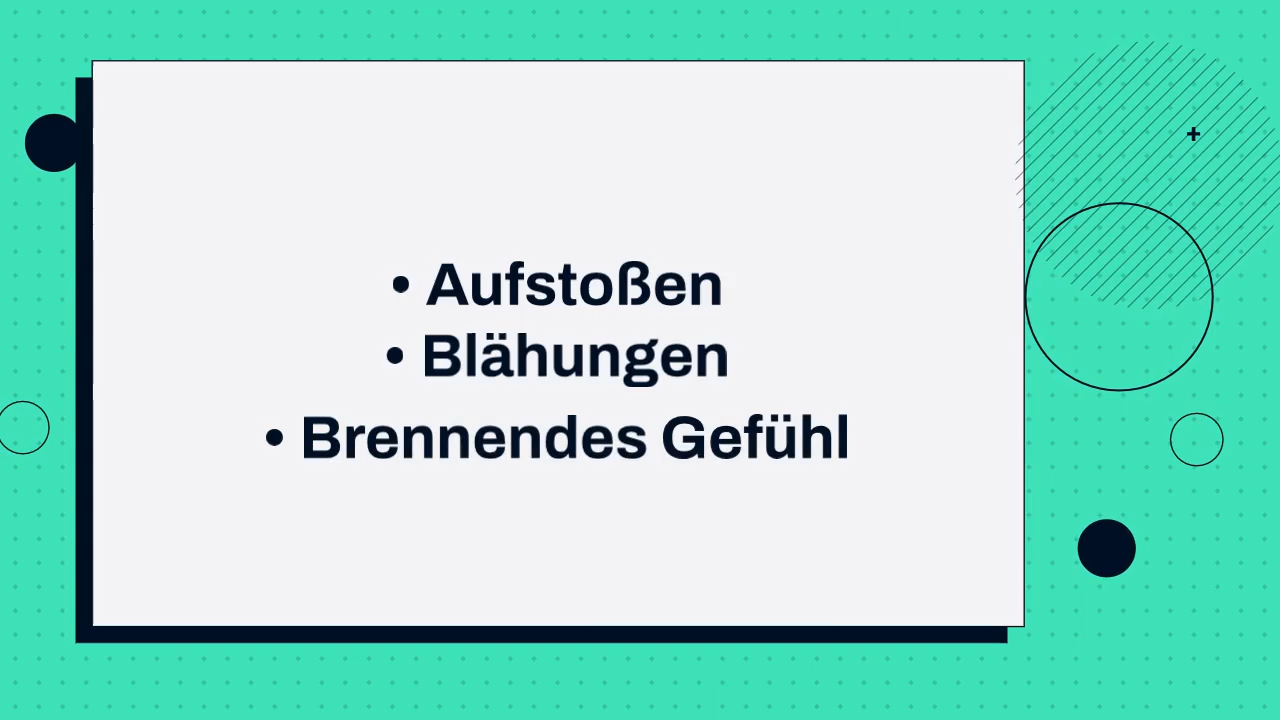 • Aufstoßen
• Blähungen
• Brennendes Gefühl